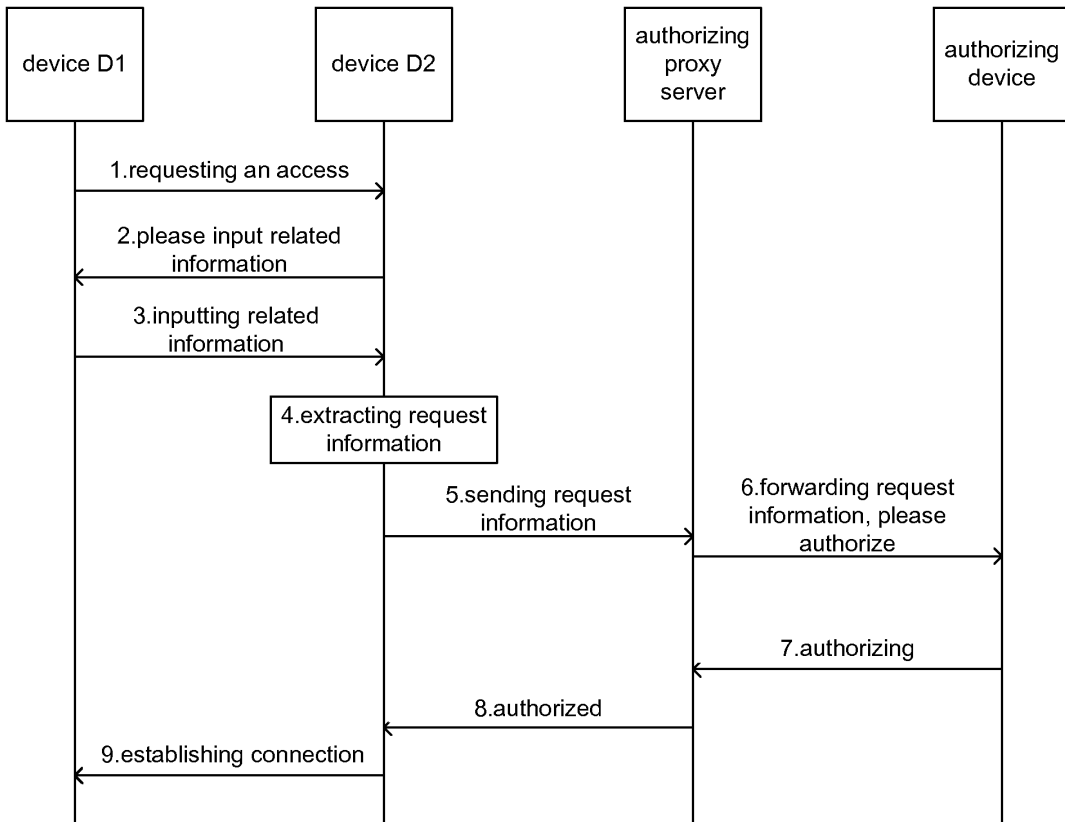 device D1
device D2
authorizing
proxy
server
authorizing
device
1.requesting an access
2.please input related
information
3.inputting related
information
4.extracting request
information
5.sending request
information
6.forwarding request
information, please
authorize
7.authorizing
8.authorized
9.establishing connection